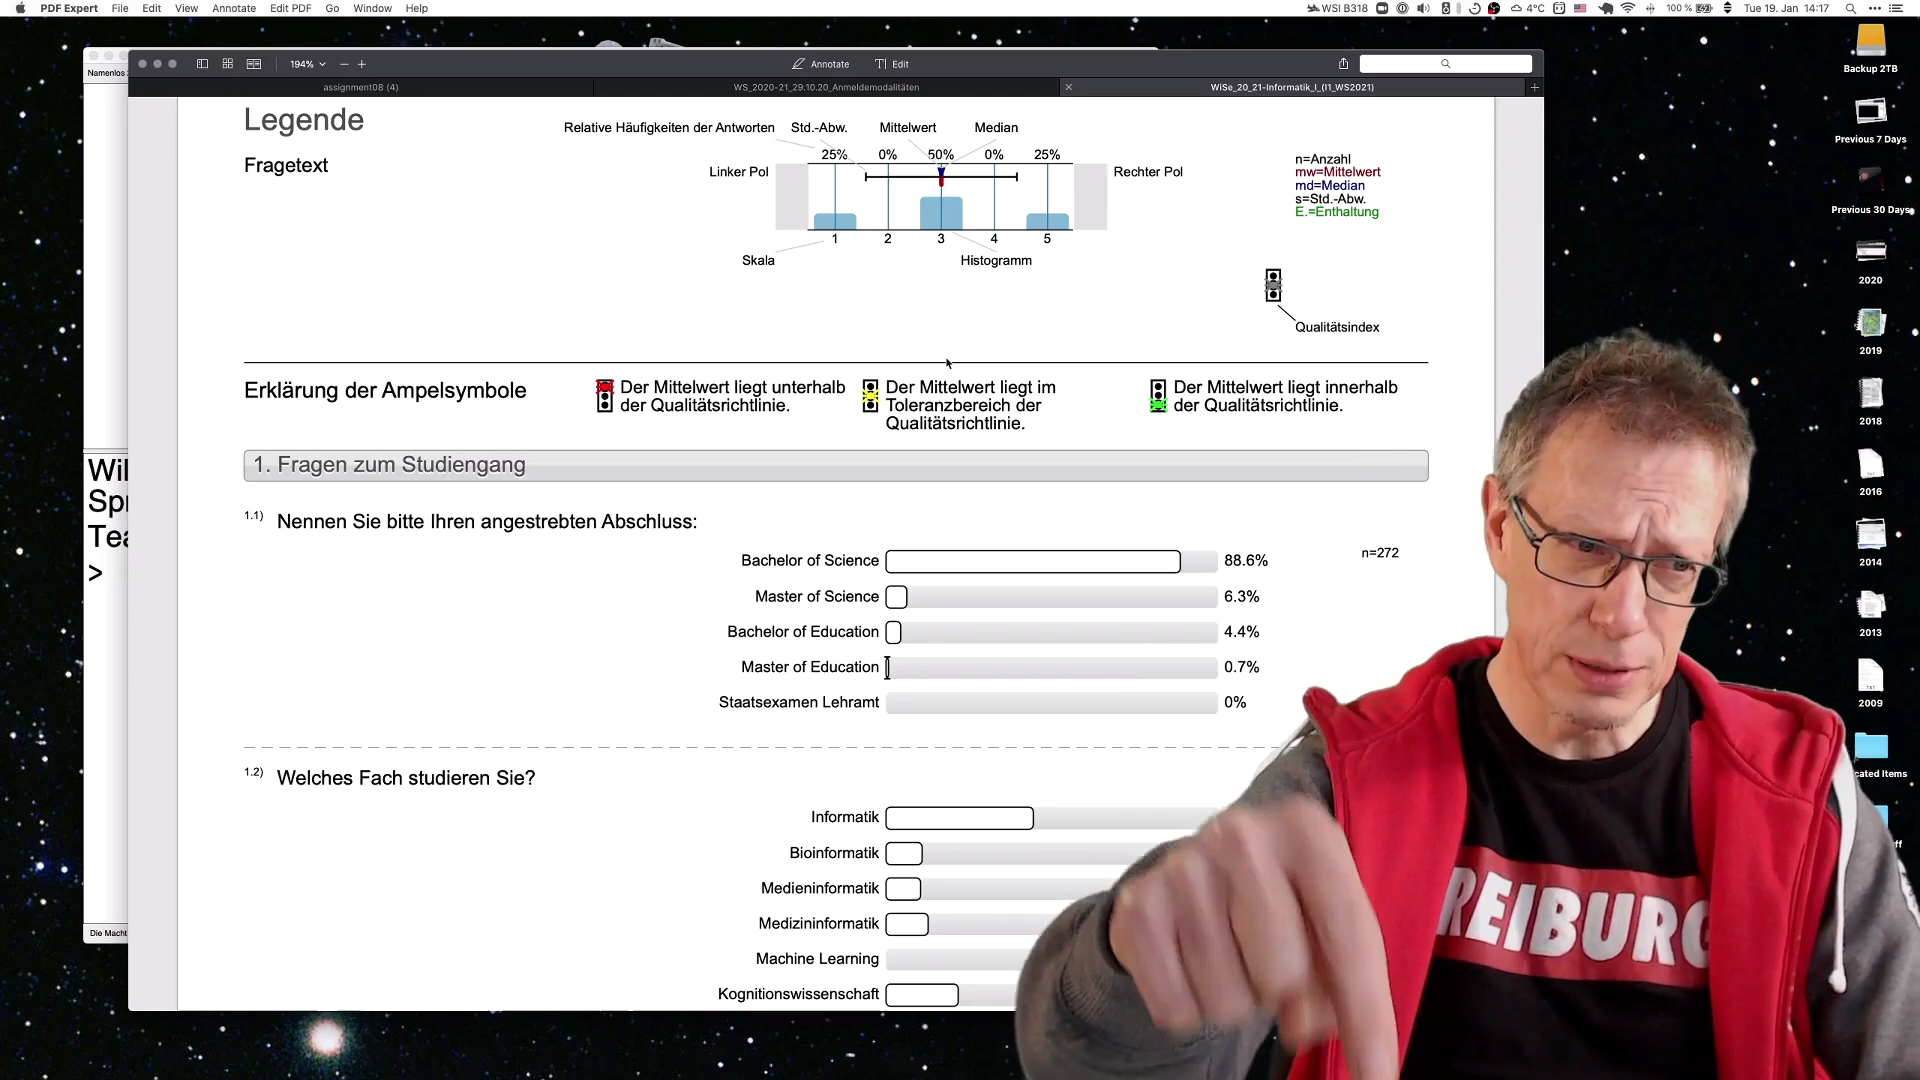 PDF Expert File Edit View Annotate Edit PDF Go Window Help
WSI B318 4°C 100 % Tue 19. Jan 14:17
Namenlos
194% Annotate Edit
assignment08 (4) WS_2020-21_29.10.20_Anmeldemodalitäten WiSe_20_21-Informatik_I_(I1_WS2021)
Legende
Fragetext
Relative Häufigkeiten der Antworten Std.-Abw. Mittelwert Median
25% 0% 50% 0% 25%
Linker Pol Rechter Pol
1 2 3 4 5
Skala Histogramm
n=Anzahl
mw=Mittelwert
md=Median
s=Std.-Abw.
E.=Enthaltung
Qualitätsindex
Erklärung der Ampelsymbole
Der Mittelwert liegt unterhalb
der Qualitätsrichtlinie.
Der Mittelwert liegt im
Toleranzbereich der
Qualitätsrichtlinie.
Der Mittelwert liegt innerhalb
der Qualitätsrichtlinie.
1. Fragen zum Studiengang
1.1) Nennen Sie bitte Ihren angestrebten Abschluss:
Bachelor of Science 88.6% n=272
Master of Science 6.3%
Bachelor of Education 4.4%
Master of Education 0.7%
Staatsexamen Lehramt 0%
1.2) Welches Fach studieren Sie?
Informatik
Bioinformatik
Medieninformatik
Medizininformatik
Machine Learning
Kognitionswissenschaft
Wil
Spr
Tea
>
Die Macht
REIBURG
Backup 2TB
Previous 7 Days
Previous 30 Days
2020
2019
2018
2016
2014
2013
2009
cated Items
ff